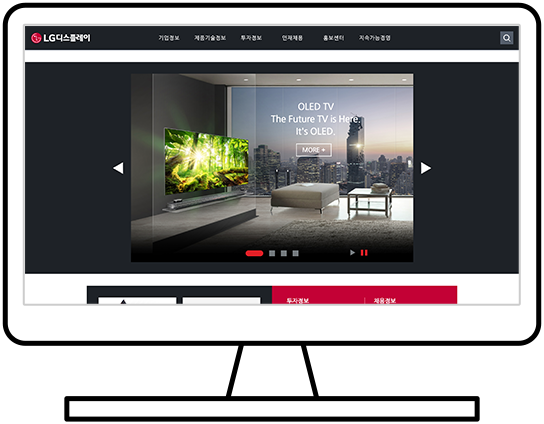 LG디스플레이
기업정보 제품기술정보 투자정보 인재채용 홍보센터 지속가능경영
OLED TV
The Future TV is Here.
It's OLED.
MORE +
투자정보 제품정보